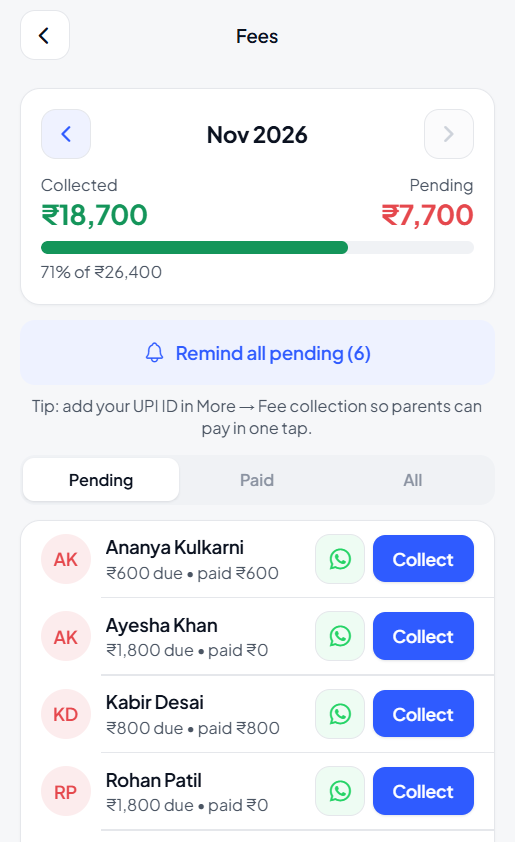 Fees
Nov 2026
Collected
Pending
₹18,700
₹7,700
71% of ₹26,400
Remind all pending (6)
Tip: add your UPI ID in More → Fee collection so parents can
pay in one tap.
Pending
Paid
All
AK
Ananya Kulkarni
₹600 due • paid ₹600
Collect
AK
Ayesha Khan
₹1,800 due • paid ₹0
Collect
KD
Kabir Desai
₹800 due • paid ₹800
Collect
RP
Rohan Patil
₹1,800 due • paid ₹0
Collect